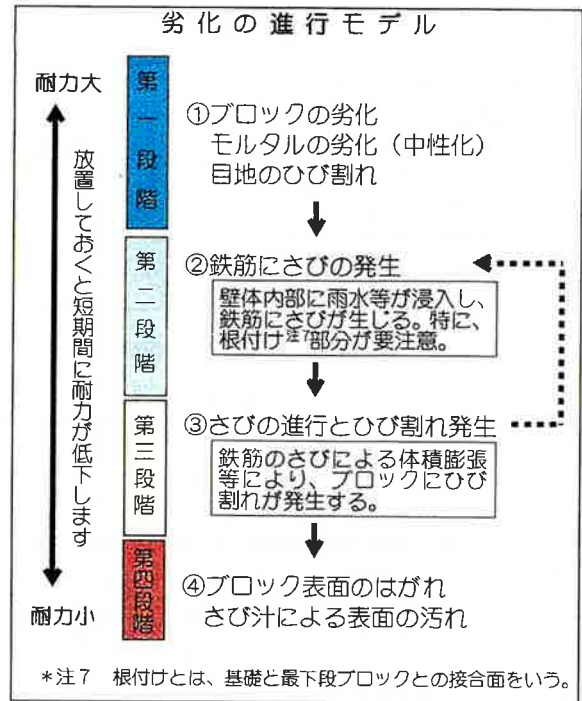 劣化の進行モデル
耐力大
放置しておくと短期間に耐力が低下します
耐力小
第一段階
①ブロックの劣化
モルタルの劣化（中性化）
目地のひび割れ
第二段階
②鉄筋にさびの発生
壁体内部に雨水等が浸入し、
鉄筋にさびが生じる。特に、
根付け注7部分が要注意。
第三段階
③さびの進行とひび割れ発生
鉄筋のさびによる体積膨張
等により、ブロックにひび
割れが発生する。
第四段階
④ブロック表面のはがれ
さび汁による表面の汚れ
＊注7　根付けとは、基礎と最下段ブロックとの接合面をいう。